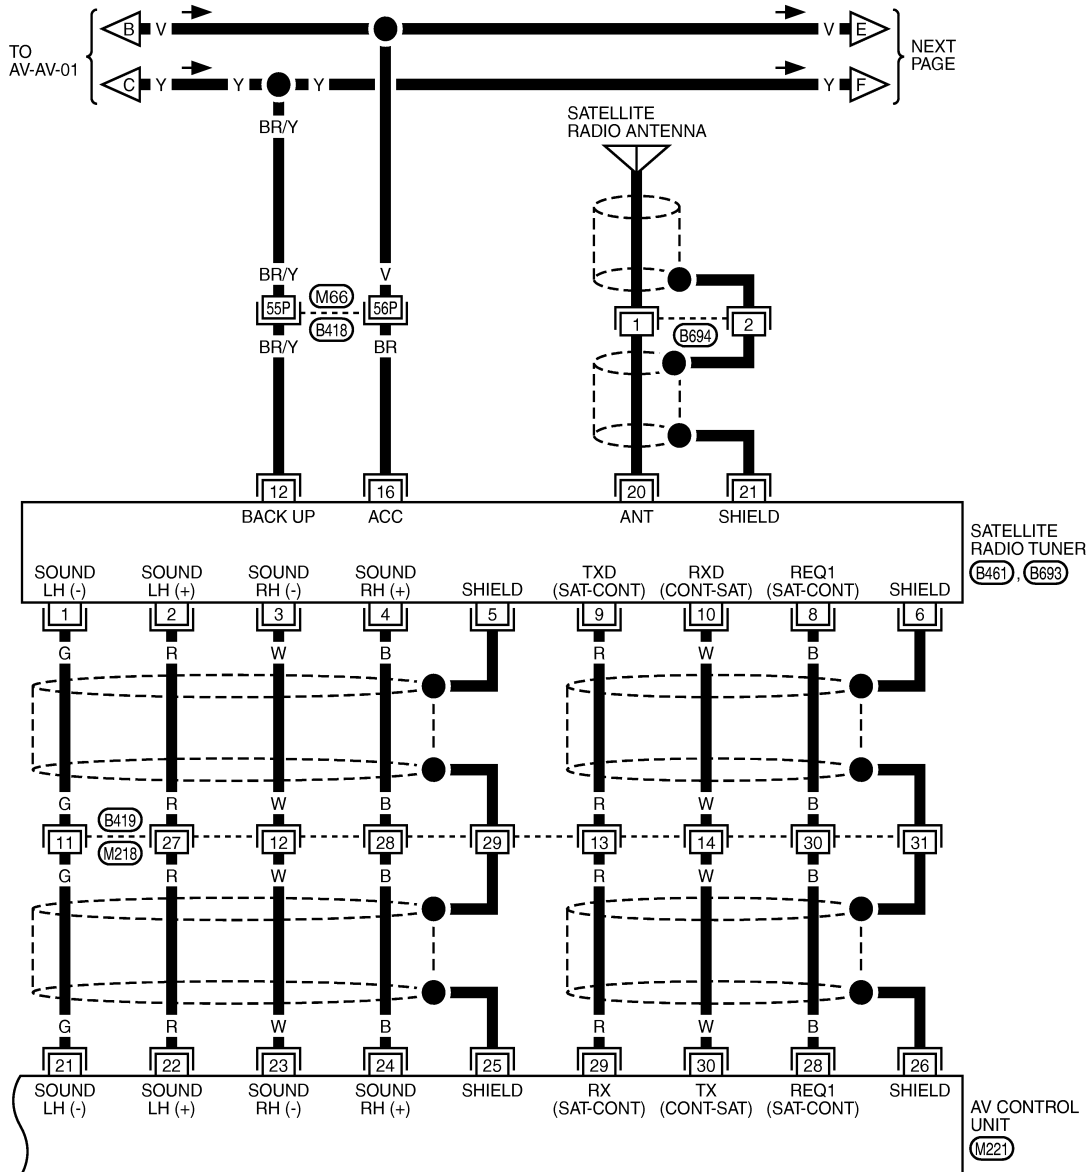 B V V E
TO
AV-AV-01
NEXT
PAGE
C Y Y Y Y F
SATELLITE
RADIO ANTENNA
BR/Y
BR/Y V
55P M66 56P
B418
BR/Y BR
1 2
B694
12 16 20 21
BACK UP ACC ANT SHIELD
SATELLITE
RADIO TUNER
B461 , B693
SOUND LH (-) SOUND LH (+) SOUND RH (-) SOUND RH (+) SHIELD TXD (SAT-CONT) RXD (CONT-SAT) REQ1 (SAT-CONT) SHIELD
1 2 3 4 5 9 10 8 6
G R W B R W B
G R W B R W B
B419
11 27 12 28 29 13 14 30 31
M218
G R W B R W B
G R W B R W B
21 22 23 24 25 29 30 28 26
SOUND LH (-) SOUND LH (+) SOUND RH (-) SOUND RH (+) SHIELD RX (SAT-CONT) TX (CONT-SAT) REQ1 (SAT-CONT) SHIELD
AV CONTROL
UNIT
M221